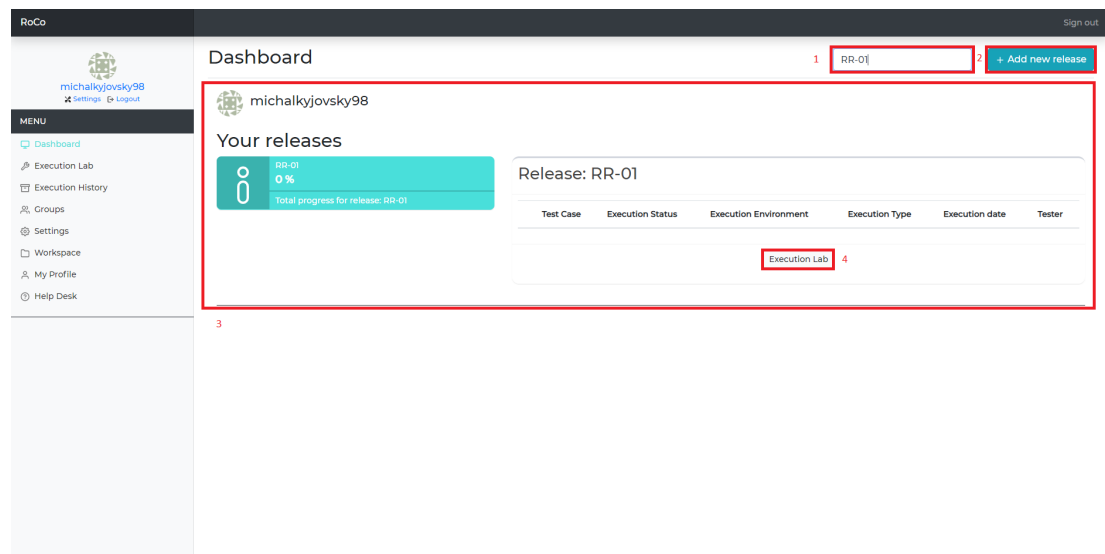 RoCo
Sign out
michalkyjovsky98
Settings Logout
MENU
Dashboard
Execution Lab
Execution History
Groups
Settings
Workspace
My Profile
Help Desk
Dashboard
1
RR-01
2
+ Add new release
michalkyjovsky98
Your releases
RR-01
0 %
Total progress for release: RR-01
Release: RR-01
Test Case Execution Status Execution Environment Execution Type Execution date Tester
Execution Lab 4
3